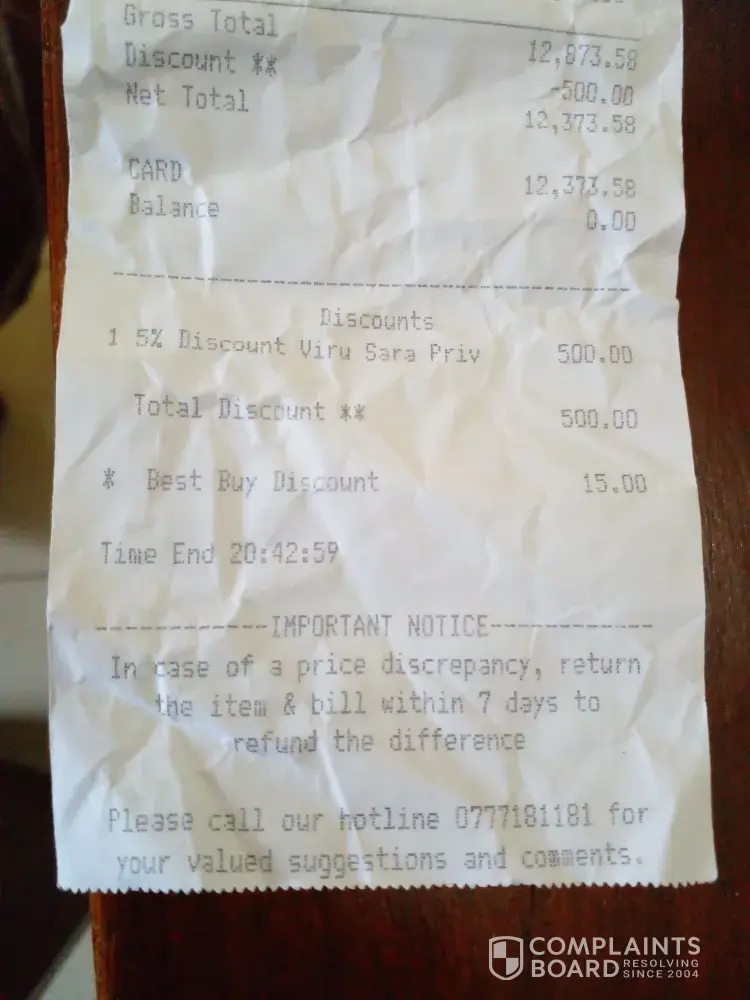 Gross Total 12,873.58
Discount ** -500.00
Net Total 12,373.58
CARD 12,373.58
Balance 0.00
Discounts
1 5% Discount Viru Sara Priv 500.00
Total Discount ** 500.00
* Best Buy Discount 15.00
Time End 20:42:59
------------IMPORTANT NOTICE------------
In case of a price discrepancy, return
the item & bill within 7 days to
refund the difference
Please call our hotline 0777181181 for
your valued suggestions and comments.
COMPLAINTS
BOARD RESOLVING
SINCE 2004